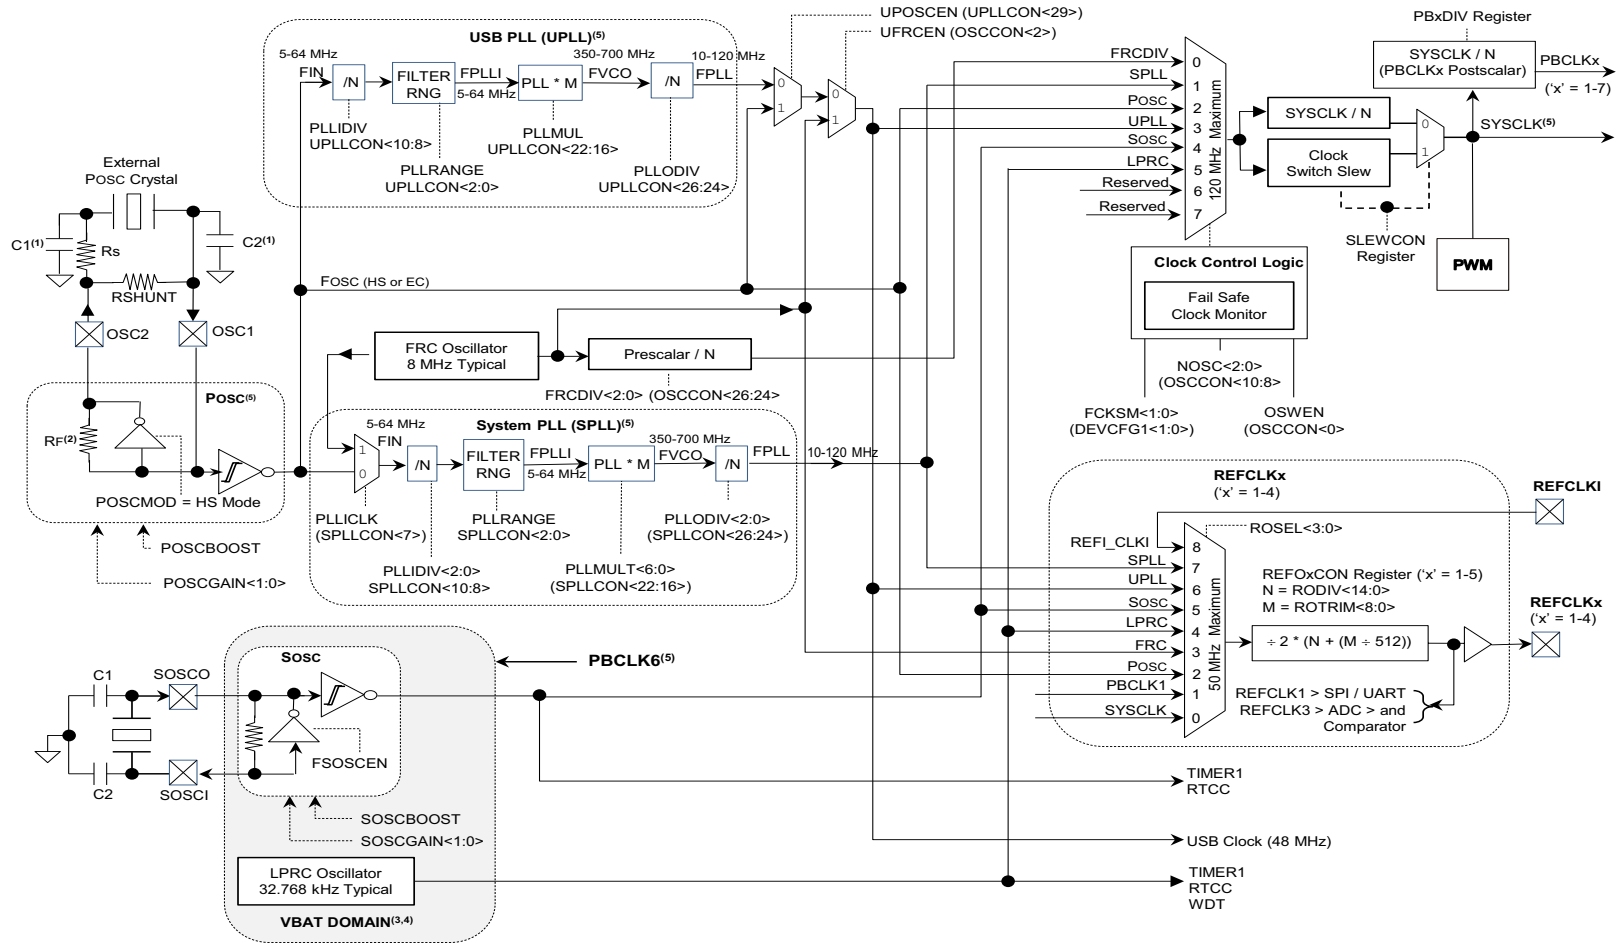 UPOSCEN (UPLLCON<29>)
UFRCEN (OSCCON<2>)
PBxDIV Register
USB PLL (UPLL)(5)
5-64 MHz
FIN
/N
FILTER
RNG
FPLLI
5-64 MHz
PLL * M
350-700 MHz
FVCO
/N
10-120 MHz
FPLL
0
1
0
1
PLLIDIV
UPLLCON<10:8>
PLLRANGE
UPLLCON<2:0>
PLLMUL
UPLLCON<22:16>
PLLODIV
UPLLCON<26:24>
FRCDIV
SPLL
POSC
UPLL
SOSC
LPRC
Reserved
Reserved
0
1
2
3
4
5
6
7
120 MHz Maximum
SYSCLK / N
(PBCLKx Postscalar)
PBCLKx
('x' = 1-7)
SYSCLK / N
Clock
Switch Slew
0
1
SYSCLK(5)
SLEWCON
Register
PWM
Clock Control Logic
Fail Safe
Clock Monitor
NOSC<2:0>
(OSCCON<10:8>
FCKSM<1:0>
(DEVCFG1<1:0>)
OSWEN
(OSCCON<0>
External
POSC Crystal
C1(1)
Rs
C2(1)
RSHUNT
OSC2
OSC1
FOSC (HS or EC)
FRC Oscillator
8 MHz Typical
Prescalar / N
FRCDIV<2:0> (OSCCON<26:24>
POSC(5)
RF(2)
POSCMOD = HS Mode
POSCBOOST
POSCGAIN<1:0>
System PLL (SPLL)(5)
5-64 MHz
FIN
1
0
/N
FILTER
RNG
FPLLI
5-64 MHz
PLL * M
350-700 MHz
FVCO
/N
FPLL
10-120 MHz
PLLICLK
(SPLLCON<7>)
PLLRANGE
(SPLLCON<2:0>
PLLODIV<2:0>
(SPLLCON<26:24>)
PLLIDIV<2:0>
SPLLCON<10:8>
PLLMULT<6:0>
(SPLLCON<22:16>)
REFCLKx
('x' = 1-4)
REFCLKI
ROSEL<3:0>
REFI_CLKI
SPLL
UPLL
SOSC
LPRC
FRC
POSC
PBCLK1
SYSCLK
8
7
6
5
4
3
2
1
0
50 MHz Maximum
REFOxCON Register ('x' = 1-5)
N = RODIV<14:0>
M = ROTRIM<8:0>
÷ 2 * (N + (M ÷ 512))
REFCLKx
('x' = 1-4)
REFCLK1 > SPI / UART
REFCLK3 > ADC > and
Comparator
SOSC
PBCLK6(5)
C1
SOSCO
FSOSCEN
C2
SOSCI
SOSCBOOST
SOSCGAIN<1:0>
TIMER1
RTCC
USB Clock (48 MHz)
LPRC Oscillator
32.768 kHz Typical
TIMER1
RTCC
WDT
VBAT DOMAIN(3,4)